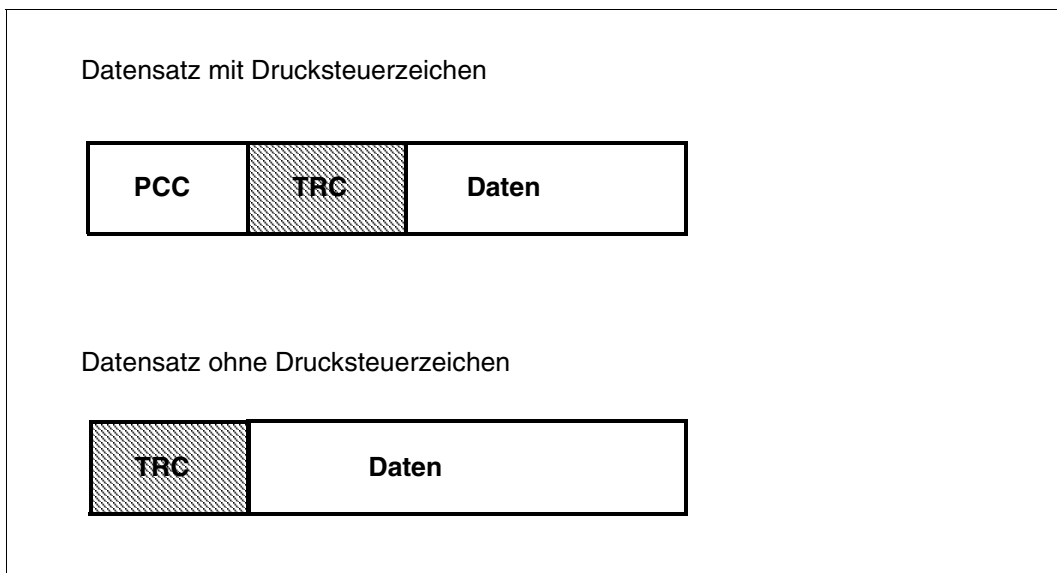 Datensatz mit Drucksteuerzeichen
PCC TRC Daten
Datensatz ohne Drucksteuerzeichen
TRC Daten